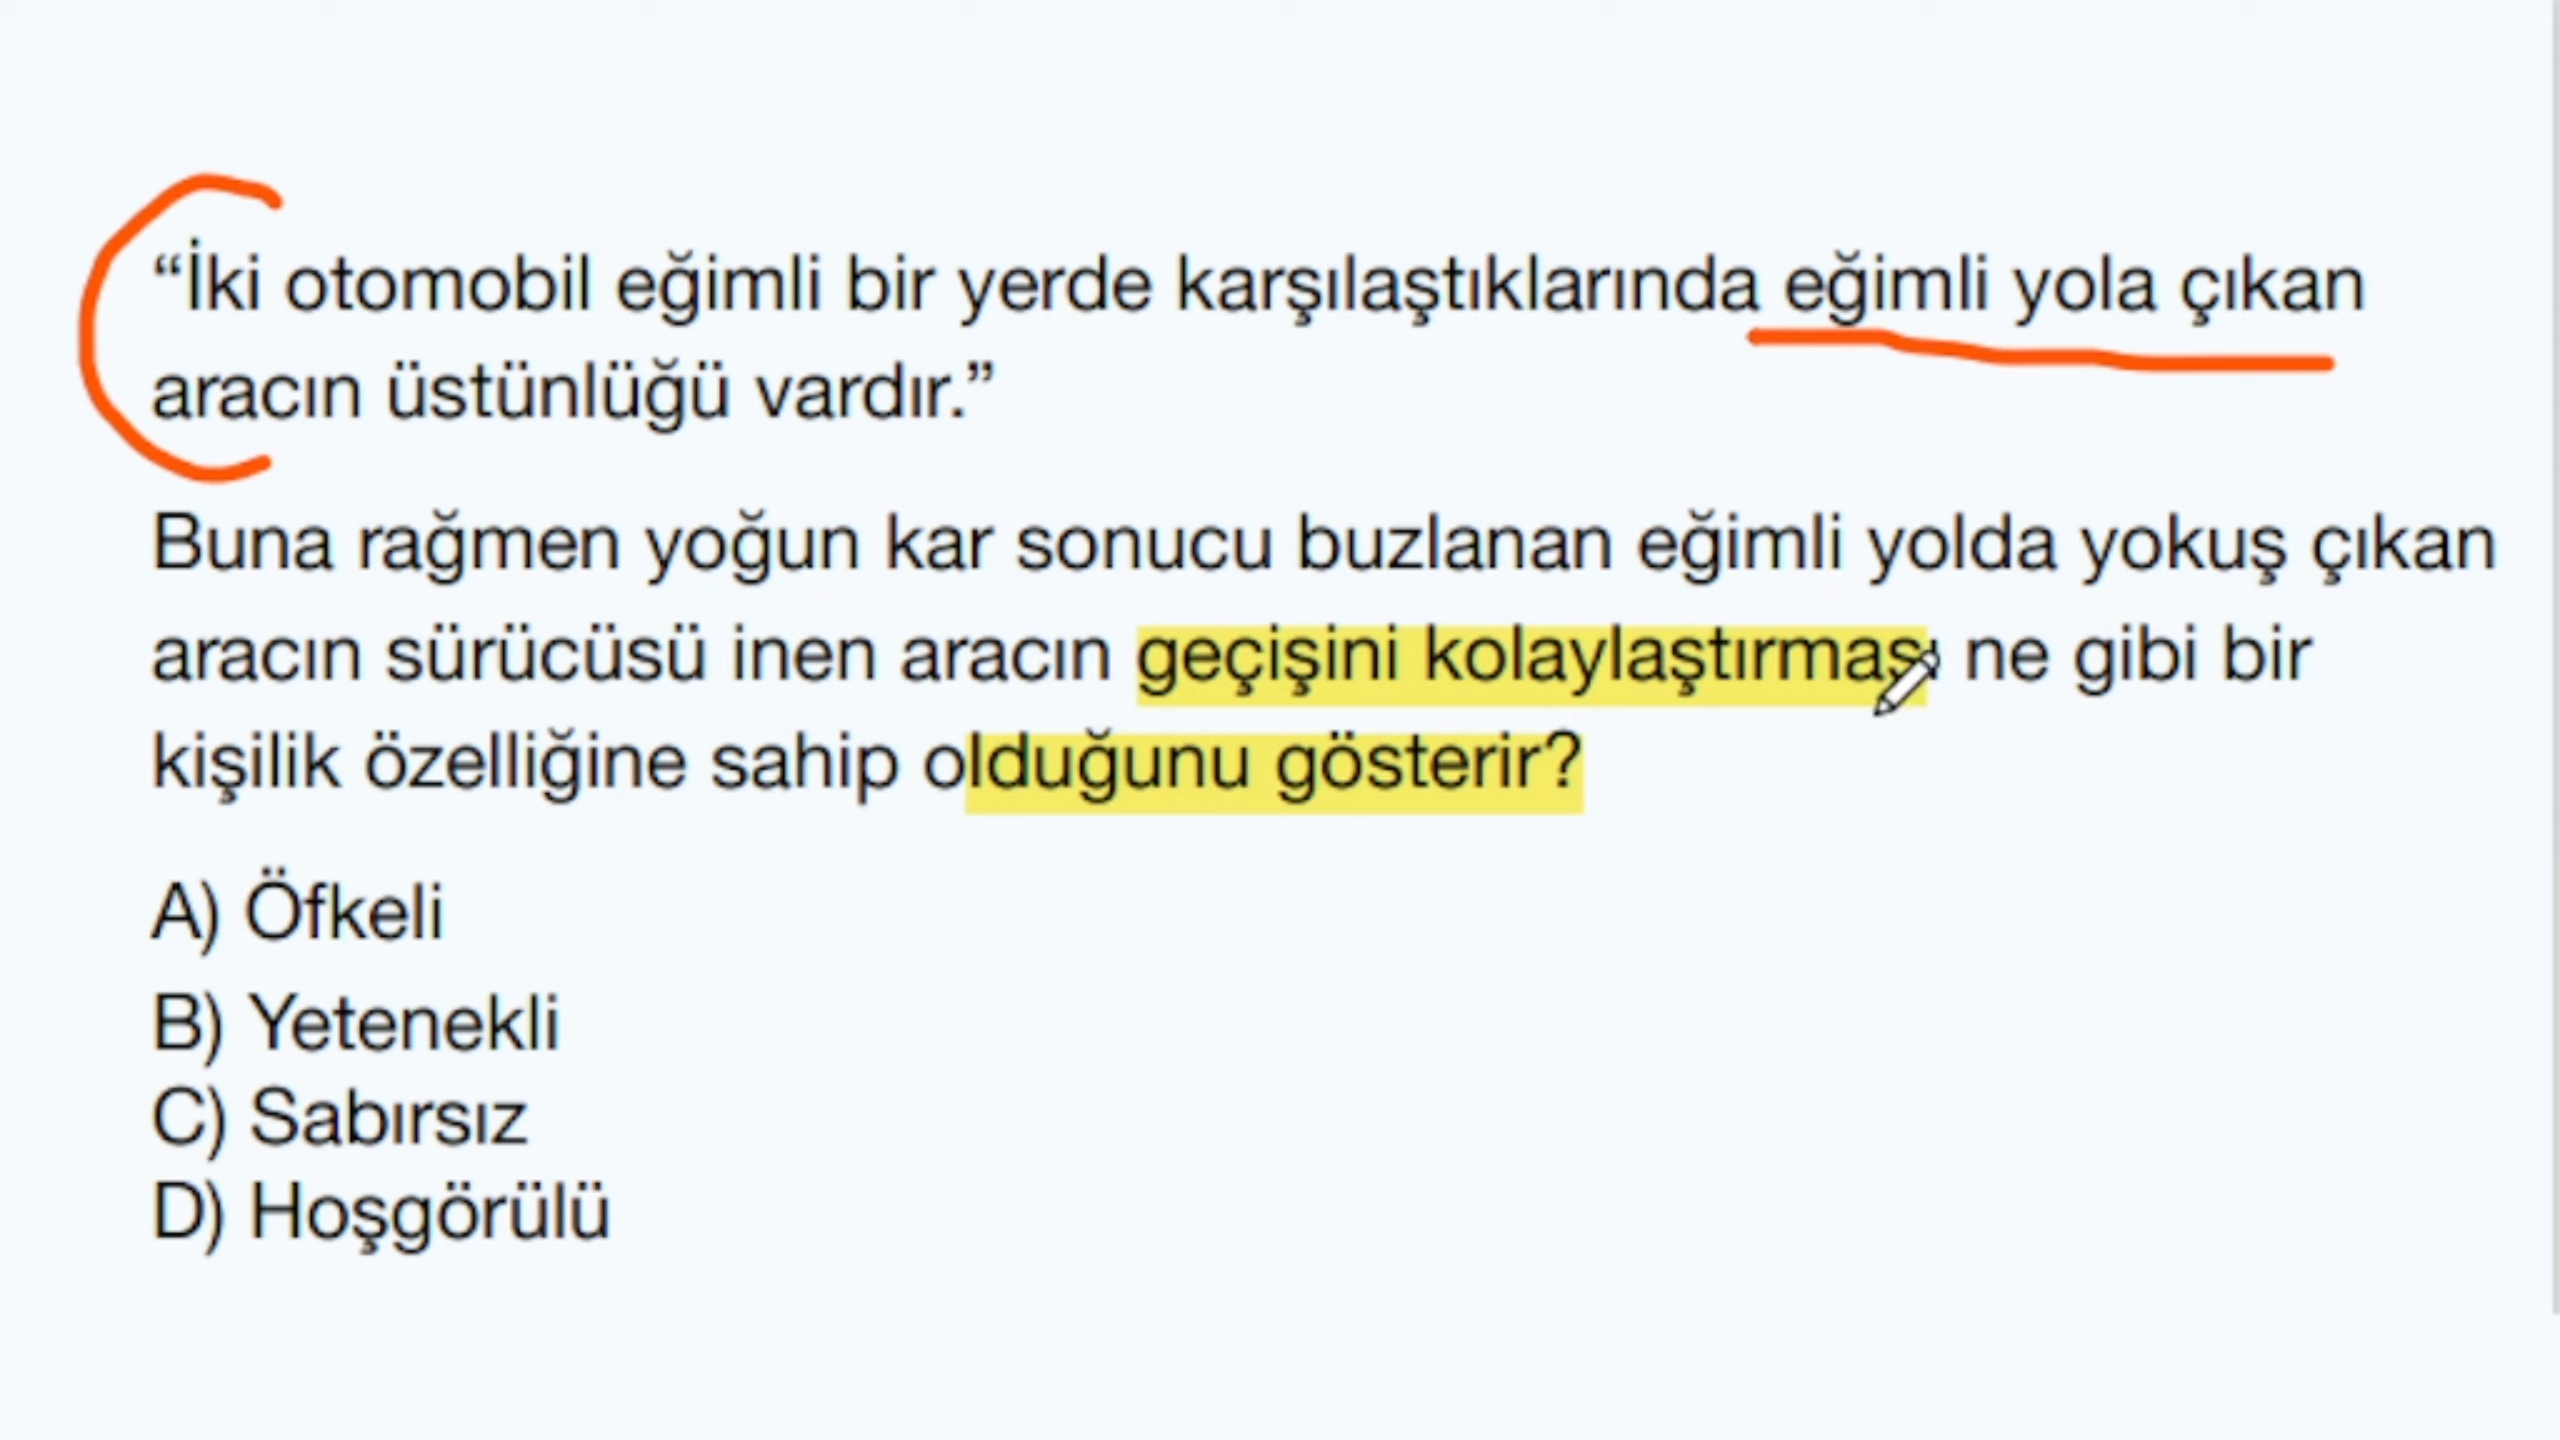 “İki otomobil eğimli bir yerde karşılaştıklarında eğimli yola çıkan
aracın üstünlüğü vardır.”
Buna rağmen yoğun kar sonucu buzlanan eğimli yolda yokuş çıkan
aracın sürücüsü inen aracın geçişini kolaylaştırması ne gibi bir
kişilik özelliğine sahip olduğunu gösterir?
A) Öfkeli
B) Yetenekli
C) Sabırsız
D) Hoşgörülü